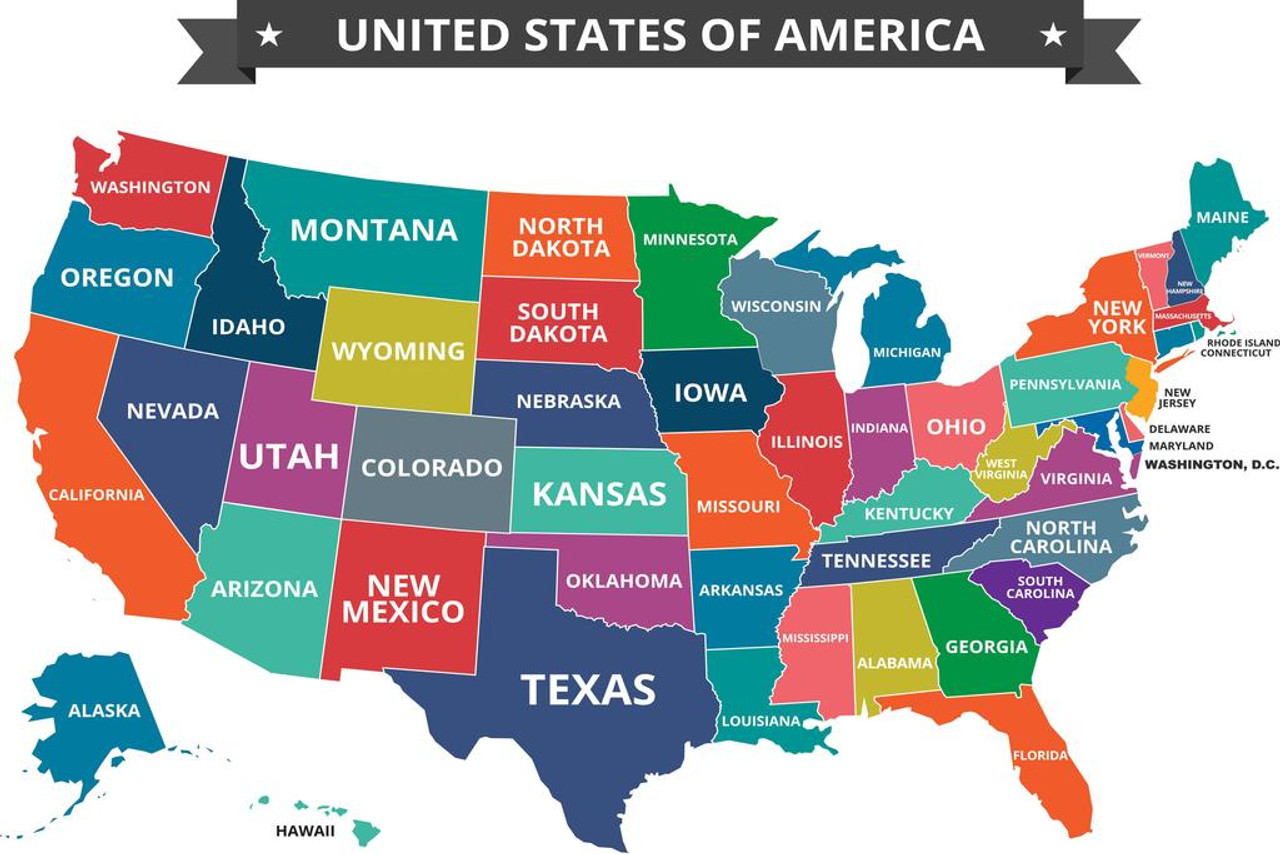 UNITED STATES OF AMERICA
WASHINGTON
MONTANA
NORTH
DAKOTA
MINNESOTA
MAINE
VERMONT
NEW
HAMPSHIRE
OREGON
IDAHO
WYOMING
SOUTH
DAKOTA
WISCONSIN
MICHIGAN
NEW
YORK
MASSACHUSETTS
RHODE ISLAND
CONNECTICUT
NEVADA
UTAH
COLORADO
NEBRASKA
IOWA
ILLINOIS
INDIANA
OHIO
PENNSYLVANIA
NEW
JERSEY
DELAWARE
MARYLAND
WASHINGTON, D.C.
CALIFORNIA
KANSAS
MISSOURI
KENTUCKY
WEST
VIRGINIA
VIRGINIA
ARIZONA
NEW
MEXICO
OKLAHOMA
ARKANSAS
TENNESSEE
NORTH
CAROLINA
SOUTH
CAROLINA
TEXAS
LOUISIANA
MISSISSIPPI
ALABAMA
GEORGIA
FLORIDA
ALASKA
HAWAII